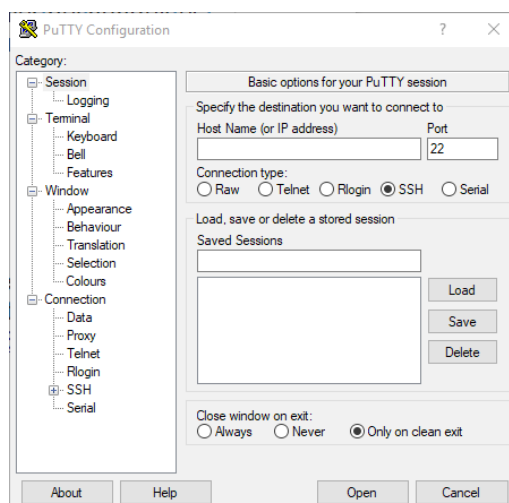 PuTTY Configuration
?
Category:
Session
Logging
Terminal
Keyboard
Bell
Features
Window
Appearance
Behaviour
Translation
Selection
Colours
Connection
Data
Proxy
Telnet
Rlogin
SSH
Serial
Basic options for your PuTTY session
Specify the destination you want to connect to
Host Name (or IP address) Port
22
Connection type:
Raw Telnet Rlogin SSH Serial
Load, save or delete a stored session
Saved Sessions
Load
Save
Delete
Close window on exit:
Always Never Only on clean exit
About Help Open Cancel